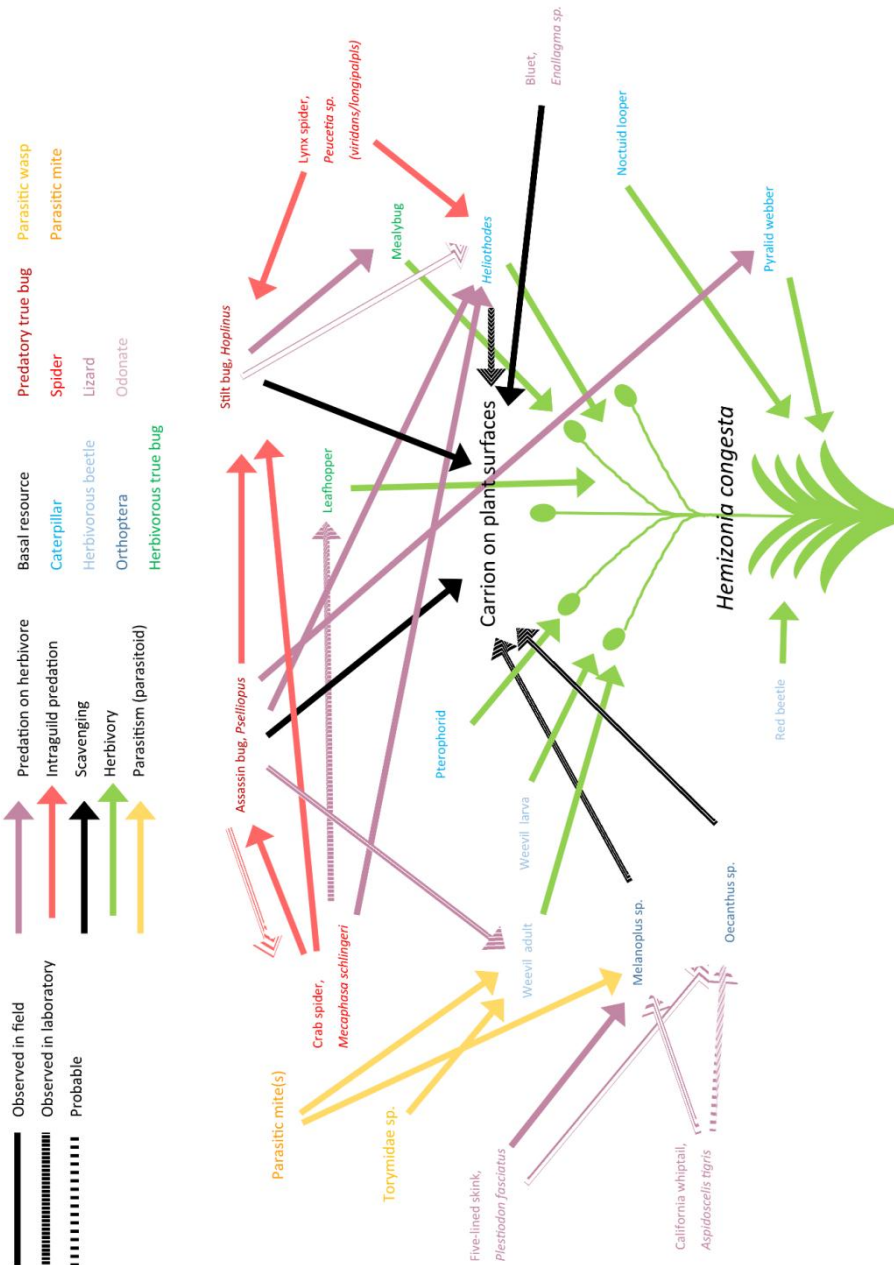 Observed in field
Observed in laboratory
Probable
Predation on herbivore
Intraguild predation
Scavenging
Herbivory
Parasitism (parasitoid)
Basal resource
Caterpillar
Herbivorous beetle
Orthoptera
Herbivorous true bug
Predatory true bug
Spider
Lizard
Odonate
Parasitic wasp
Parasitic mite
Assassin bug, Pselliopus
Stilt bug, Hoplinus
Lynx spider,
Peucetia sp.
(viridans/longipalpis)
Crab spider,
Mecaphasa schlingeri
Leafhopper
Mealybug
Parasitic mite(s)
Torymidae sp.
Pterophorid
Heliothodes
Carrion on plant surfaces
Bluet,
Enallagma sp.
Weevil larva
Weevil adult
Five-lined skink,
Plestiodon fasciatus
Melanoplus sp.
Noctuid looper
California whiptail,
Aspidoscelis tigris
Oecanthus sp.
Hemizonia congesta
Red beetle
Pyralid webber